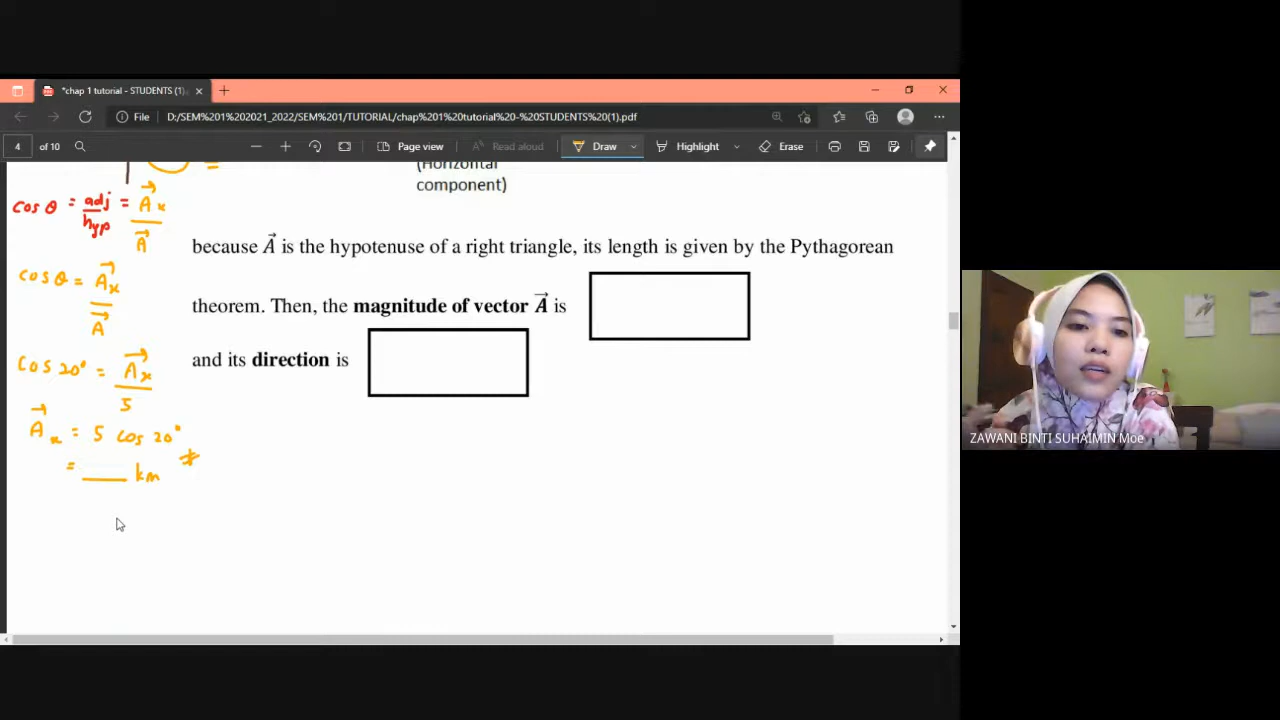 *chap 1 tutorial - STUDENTS (1).
File
D:/SEM%201%202021_2022/SEM%201/TUTORIAL/chap%201%20tutorial%20-%20STUDENTS%20(1).pdf
4 of 10
Page view
Read aloud
Draw
Highlight
Erase
(Horizontal
component)
cos θ = adj/hyp = A⃗x/A⃗
because A⃗ is the hypotenuse of a right triangle, its length is given by the Pythagorean
cos θ = A⃗x/A⃗
theorem. Then, the magnitude of vector A⃗ is
and its direction is
cos 20° = A⃗x/5
A⃗x = 5 cos 20°
= ___ km *
ZAWANI BINTI SUHAIMIN Moe